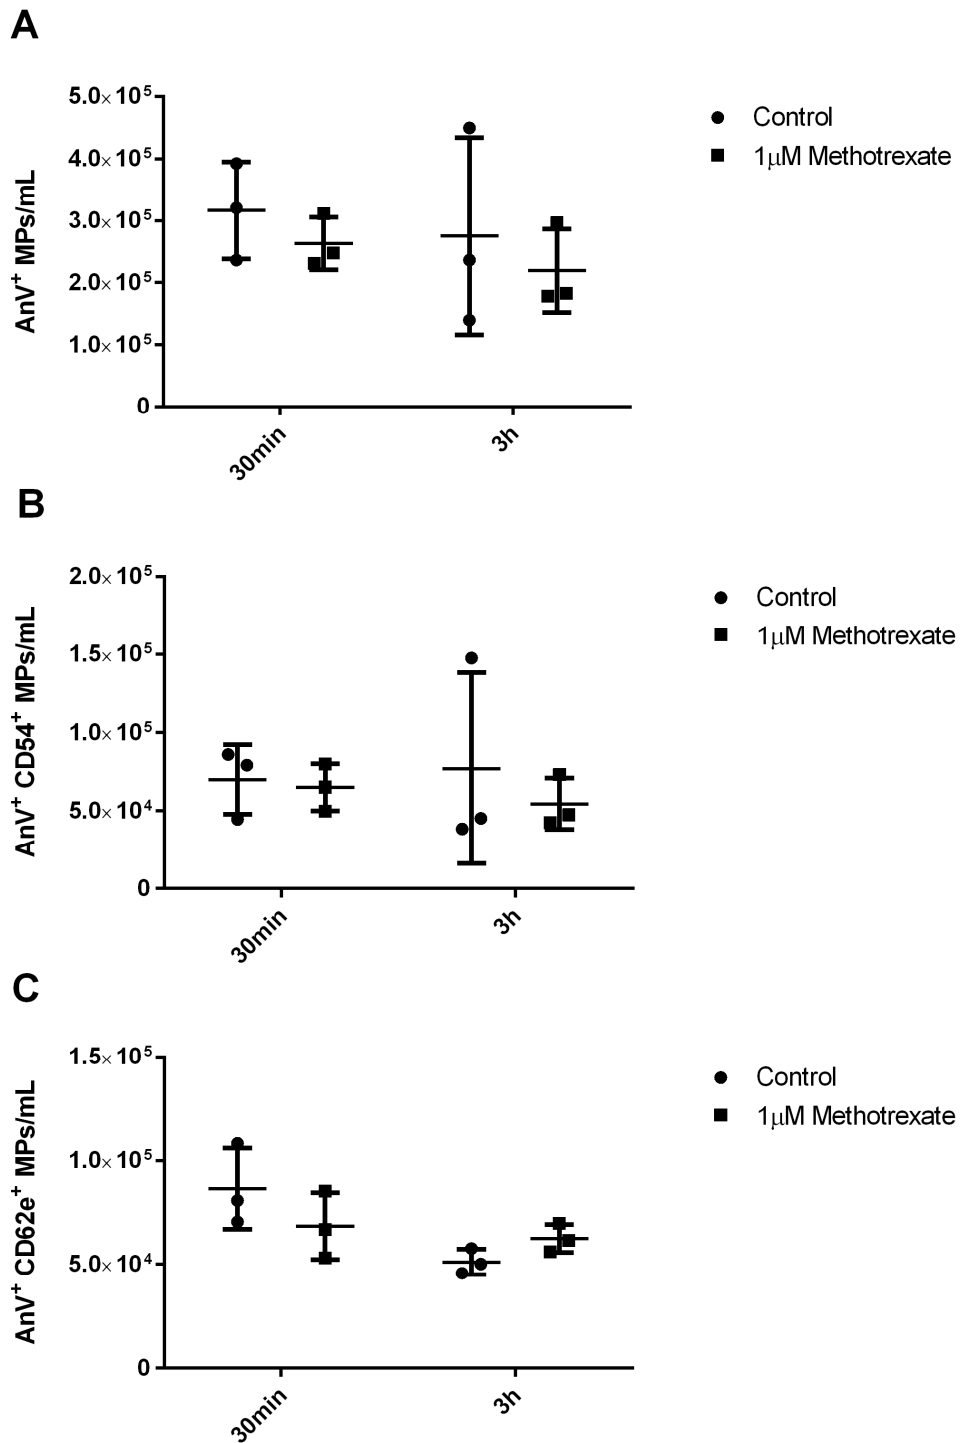 A
AnV⁺ MPs/mL
5.0×10⁵
4.0×10⁵
3.0×10⁵
2.0×10⁵
1.0×10⁵
0
30min
3h
Control
1μM Methotrexate
B
AnV⁺ CD54⁺ MPs/mL
2.0×10⁵
1.5×10⁵
1.0×10⁵
5.0×10⁴
0
30min
3h
Control
1μM Methotrexate
C
AnV⁺ CD62e⁺ MPs/mL
1.5×10⁵
1.0×10⁵
5.0×10⁴
0
30min
3h
Control
1μM Methotrexate